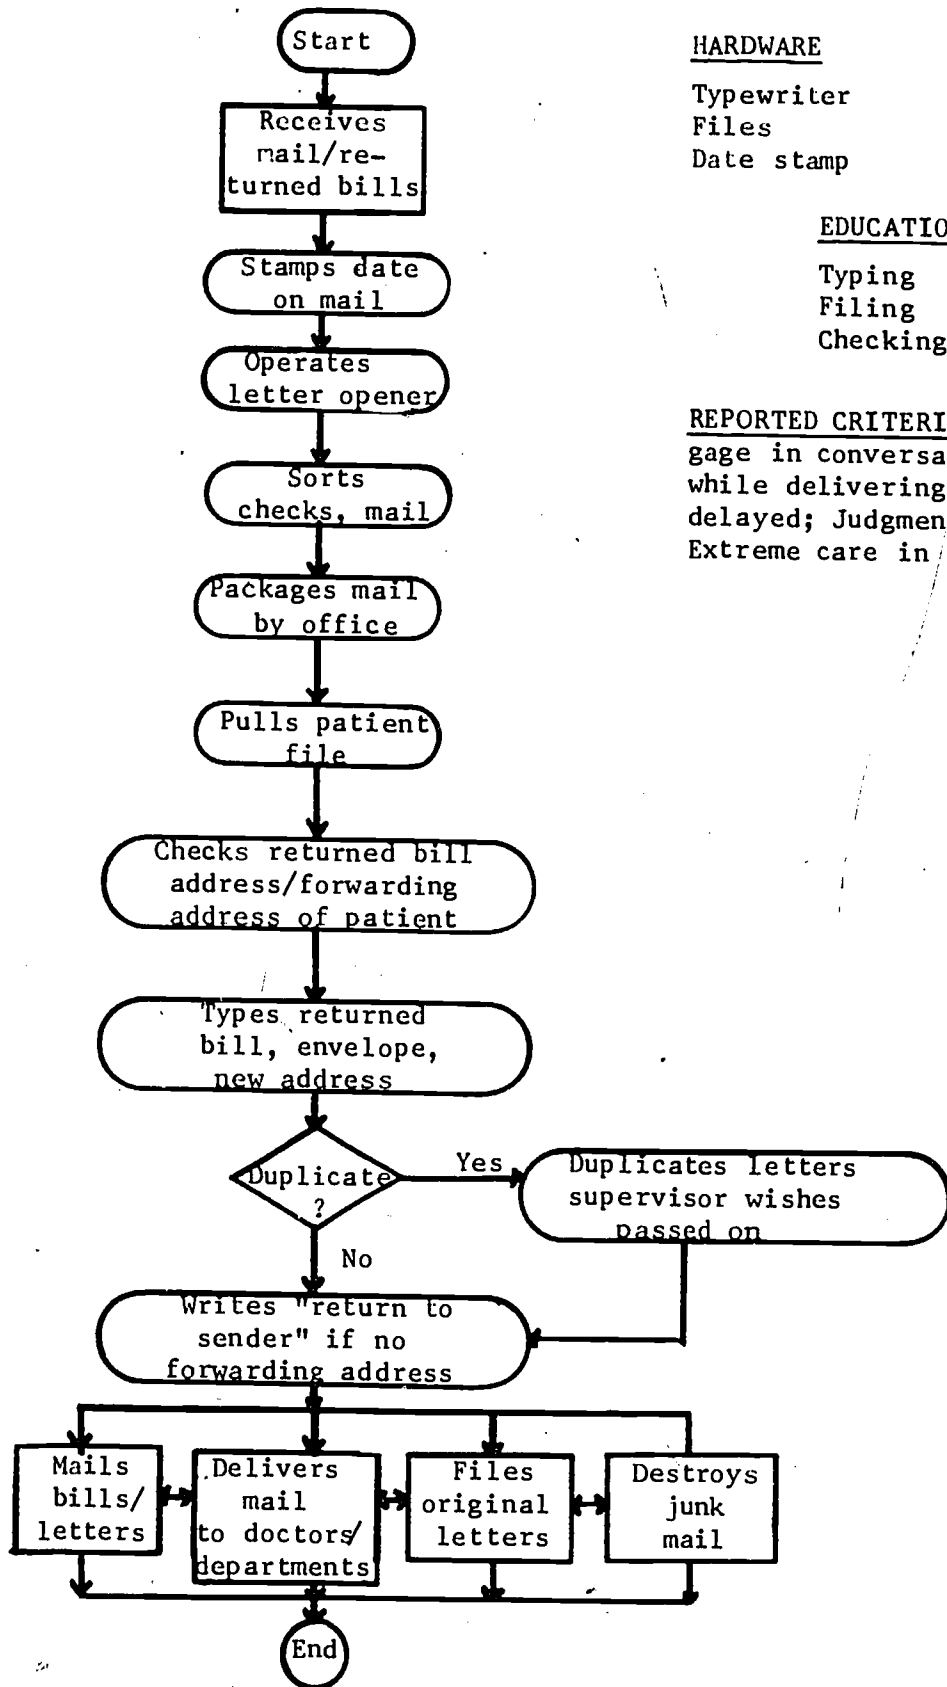 Start
Receives
mail/re-
turned bills
Stamps date
on mail
Operates
letter opener
Sorts
checks, mail
Packages mail
by office
Pulls patient
file
Checks returned bill
address/forwarding
address of patient
Types returned
bill, envelope,
new address
Duplicate
?
Yes
Duplicates letters
supervisor wishes
passed on
No
Writes "return to
sender" if no
forwarding address
Mails
bills/
letters
Delivers
mail
to doctors/
departments
Files
original
letters
Destroys
junk
mail
End
HARDWARE
Typewriter
Files
Date stamp
EDUCATIO
Typing
Filing
Checking
REPORTED CRITERI
gage in conversa
while delivering
delayed; Judgmen
Extreme care in